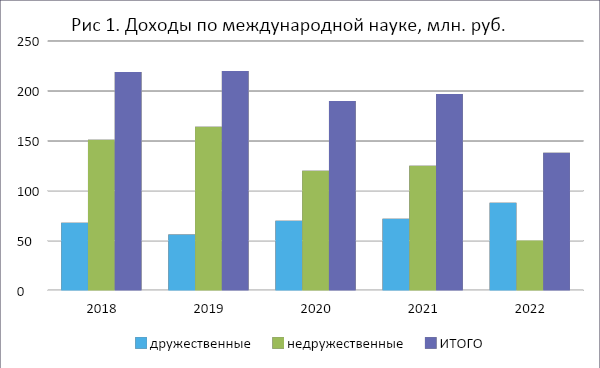 Рис 1. Доходы по международной науке, млн. руб.
250
200
150
100
50
0
2018 2019 2020 2021 2022
дружественные недружественные ИТОГО